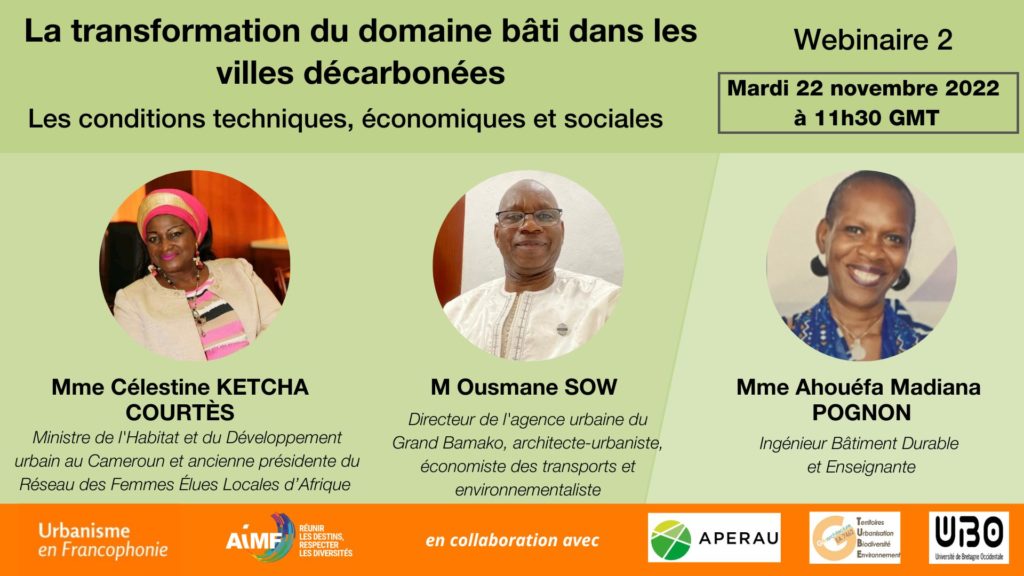 La transformation du domaine bâti dans les
villes décarbonées
Les conditions techniques, économiques et sociales
Webinaire 2
Mardi 22 novembre 2022
à 11h30 GMT
Mme Célestine KETCHA
COURTÈS
Ministre de l'Habitat et du Développement
urbain au Cameroun et ancienne présidente du
Réseau des Femmes Élues Locales d'Afrique
M Ousmane SOW
Directeur de l'agence urbaine du
Grand Bamako, architecte-urbaniste,
économiste des transports et
environnementaliste
Mme Ahouéfa Madiana
POGNON
Ingénieur Bâtiment Durable
et Enseignante
Urbanisme
en Francophonie
AIMF
RÉUNIR
LES DESTINS,
RESPECTER
LES DIVERSITÉS
en collaboration avec
APERAU
Territoires
Urbanisation
Biodiversité
Environnement
UBO
Université de Bretagne Occidentale